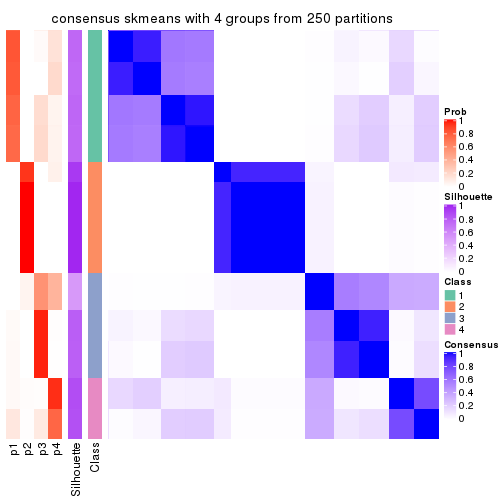 consensus skmeans with 4 groups from 250 partitions
Prob
1
0.8
0.6
0.4
0.2
0
Silhouette
1
0.8
0.6
0.4
0.2
0
Class
1
2
3
4
Consensus
1
0.8
0.6
0.4
0.2
0
p1
p2
p3
p4
Silhouette
Class